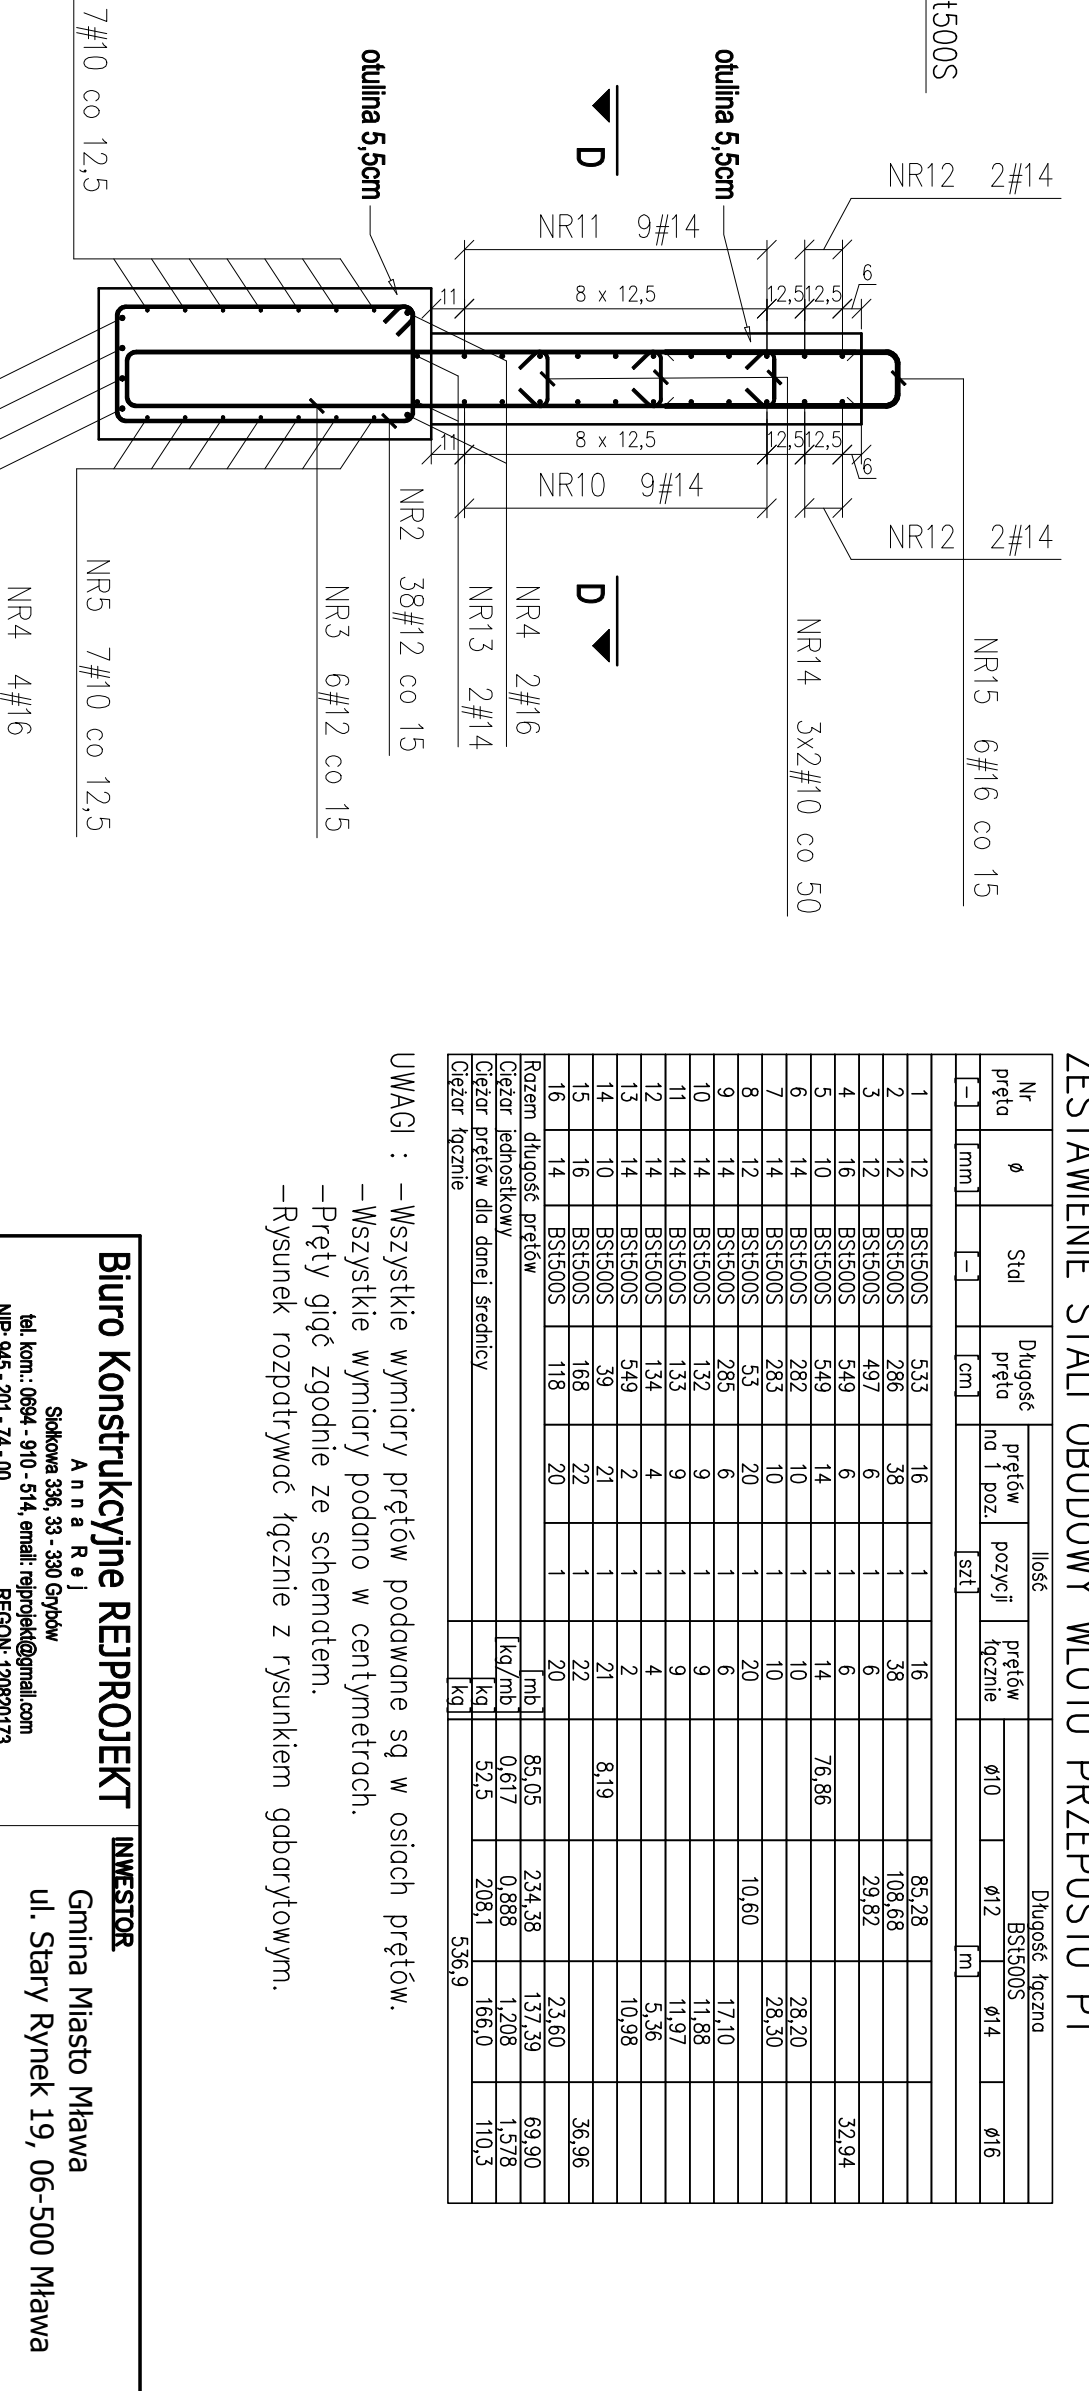 t500S
7#10 co 12,5
otulina 5,5cm
D
otulina 5,5cm
NR12 2#14
NR11 9#14
11
8 x 12,5
12,5
12,5
6
11
8 x 12,5
12,5
12,5
6
NR10 9#14
NR12 2#14
D
NR15 6#16 co 15
NR14 3x2#10 co 50
NR4 2#16
NR13 2#14
NR2 38#12 co 15
NR3 6#12 co 15
NR5 7#10 co 12,5
NR4 4#16
ZESTAWIENIE STALI OBUDOWY WLOTU PRZEPUSTU P1
Nr pręta ø Stal Długość pręta Ilość Długość łączna
prętów na 1 poz. pozycji prętów łącznie BSt500S
ø10 ø12 ø14 ø16
[-] [mm] [-] [cm] [szt] [m]
1 12 BSt500S 533 16 1 16 85,28
2 12 BSt500S 286 38 1 38 108,68
3 12 BSt500S 497 6 1 6 29,82
4 16 BSt500S 549 6 1 6 32,94
5 10 BSt500S 549 14 1 14 76,86
6 14 BSt500S 282 10 1 10 28,20
7 14 BSt500S 283 10 1 10 28,30
8 12 BSt500S 53 20 1 20 10,60
9 14 BSt500S 285 6 1 6 17,10
10 14 BSt500S 132 9 1 9 11,88
11 14 BSt500S 133 9 1 9 11,97
12 14 BSt500S 134 4 1 4 5,36
13 14 BSt500S 549 2 1 2 10,98
14 10 BSt500S 39 21 1 21 8,19
15 16 BSt500S 168 22 1 22 36,96
16 14 BSt500S 118 20 1 20 23,60
Razem długość prętów [mb] 85,05 234,38 137,39 69,90
Ciężar jednostkowy [kg/mb] 0,617 0,888 1,208 1,578
Ciężar prętów dla danej średnicy [kg] 52,5 208,1 166,0 110,3
Ciężar łącznie [kg] 536,9
UWAGI : -Wszystkie wymiary prętów podawane są w osiach prętów.
-Wszystkie wymiary podano w centymetrach.
-Pręty giąć zgodnie ze schematem.
-Rysunek rozpatrywać łącznie z rysunkiem gabarytowym.
Biuro Konstrukcyjne REJPROJEKT
Anna Rej
Siołkowa 336, 33 - 330 Grybów
tel. kom.: 0694 - 910 - 514, email: rejprojekt@gmail.com
NIP: 945 - 201 - 74 - 00 REGON: 120820173
INWESTOR
Gmina Miasto Mława
ul. Stary Rynek 19, 06-500 Mława